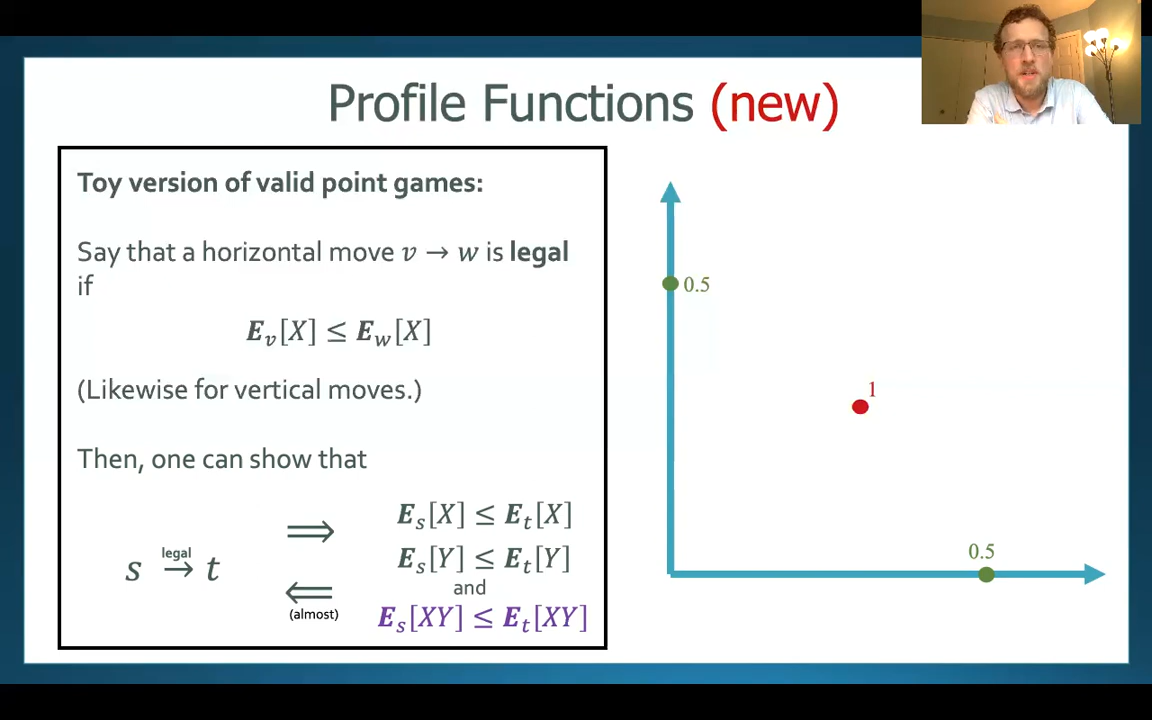 Profile Functions (new)
Toy version of valid point games:
Say that a horizontal move v → w is legal
if
E_v[X] ≤ E_w[X]
(Likewise for vertical moves.)
Then, one can show that
s →^legal t
⟹
⟸
(almost)
E_s[X] ≤ E_t[X]
E_s[Y] ≤ E_t[Y]
and
E_s[XY] ≤ E_t[XY]
0.5
1
0.5